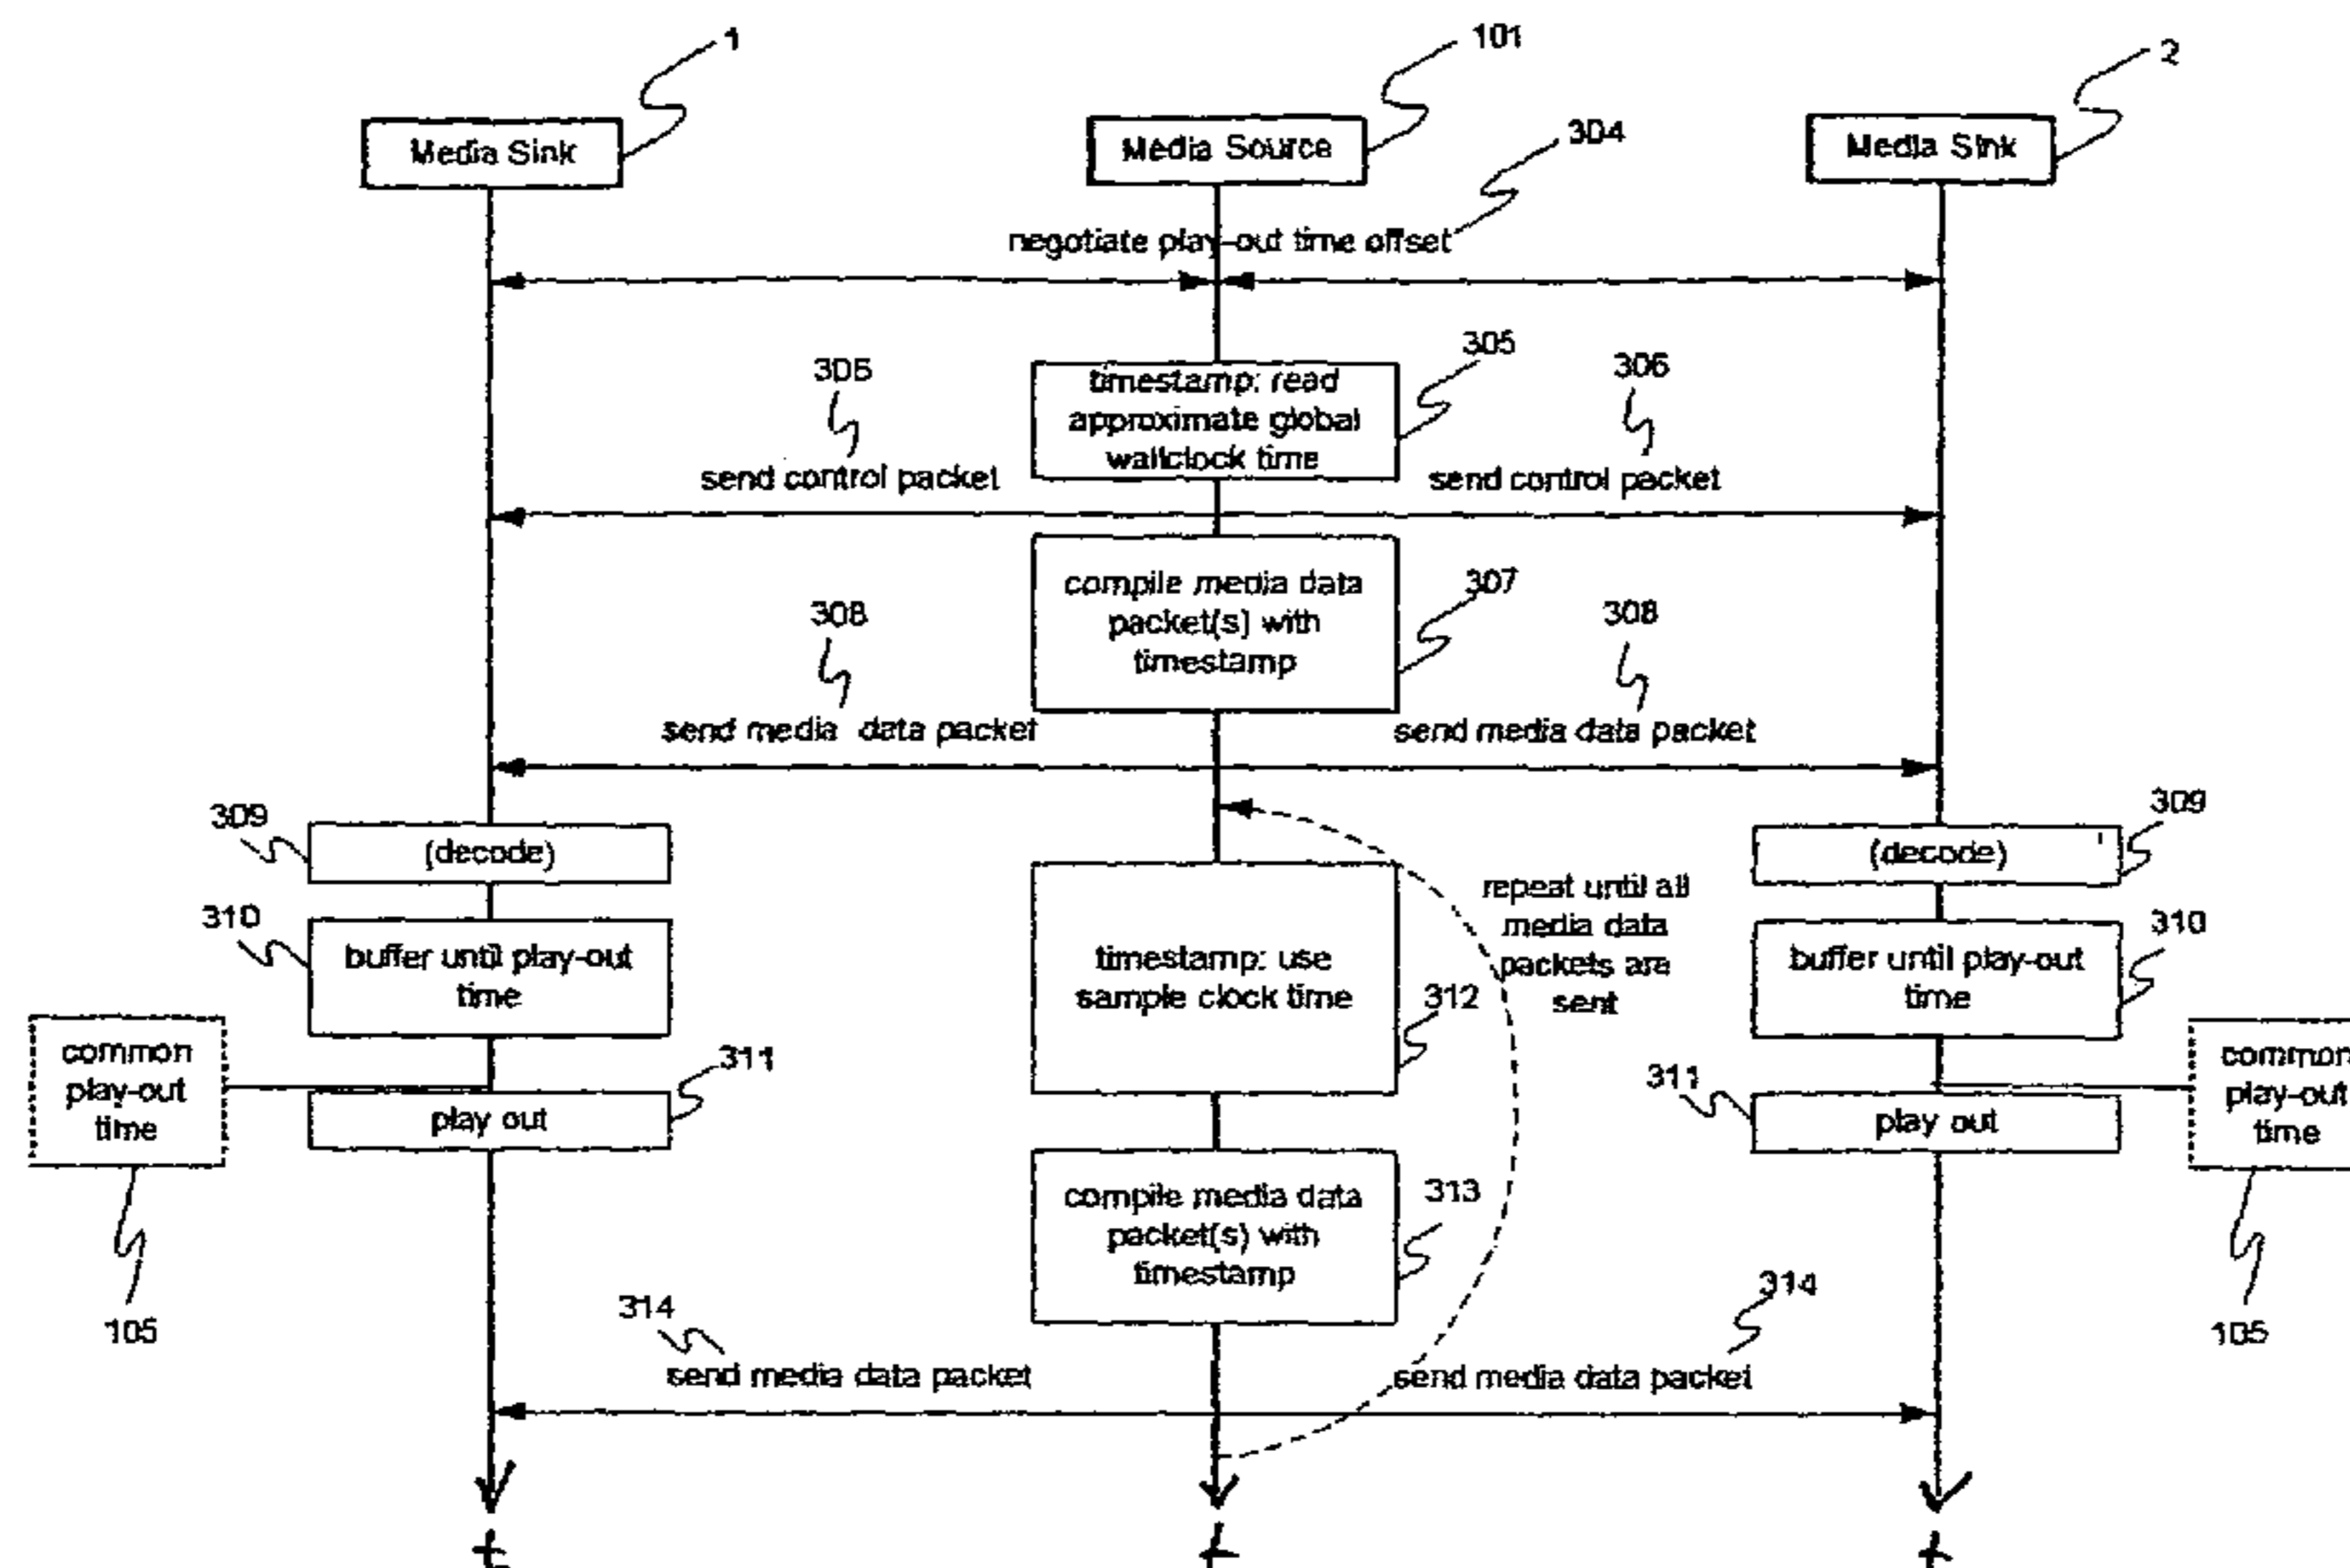 1
101
2
Media Sink
Media Source
Media Sink
304
negotiate play-out time offset
305
306
306
timestamp: read
approximate global
wallclock time
send control packet
send control packet
307
308
308
compile media data
packet(s) with
timestamp
send media data packet
send media data packet
309
309
(decode)
(decode)
310
310
repeat until all
media data
packets are
sent
buffer until play-out
time
timestamp: use
sample clock time
buffer until play-out
time
312
common
play-out
time
311
311
common
play-out
time
play out
play out
compile media data
packet(s) with
timestamp
313
105
105
314
314
send media data packet
send media data packet
t
t
t